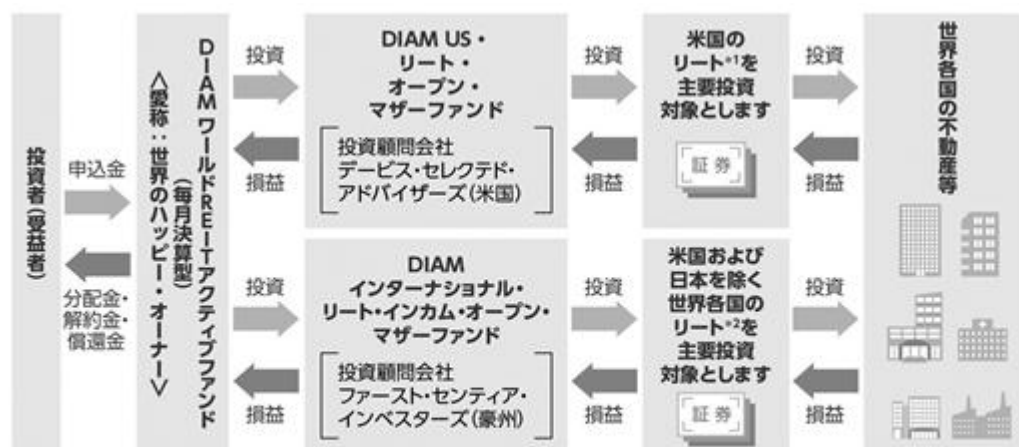 投資者(受益者)
申込金
分配金・
解約金・
償還金
DIAM ワールドREITアクティブファンド
(毎月決算型)
<愛称：世界のハッピー・オーナー>
投資
損益
DIAM US・
リート・
オープン・
マザーファンド
投資顧問会社
デービス・セレクテド・
アドバイザーズ(米国)
投資
損益
米国の
リート*1を
主要投資
対象とします
証券
投資
損益
投資
損益
DIAM
インターナショナル・
リート・インカム・オープン・
マザーファンド
投資顧問会社
ファースト・センティア・
インベスターズ(豪州)
投資
損益
米国および
日本を除く
世界各国の
リート*2を
主要投資
対象とします
証券
投資
損益
世界各国の不動産等